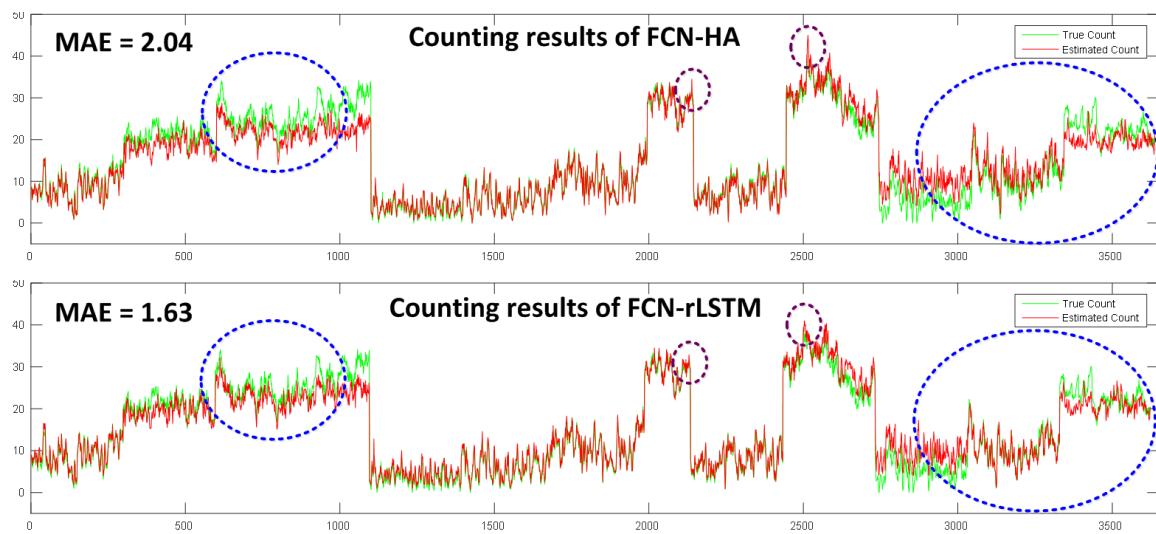 50
MAE = 2.04
Counting results of FCN-HA
True Count
Estimated Count
40
30
20
10
0
0 500 1000 1500 2000 2500 3000 3500
50
MAE = 1.63
Counting results of FCN-rLSTM
True Count
Estimated Count
40
30
20
10
0
0 500 1000 1500 2000 2500 3000 3500